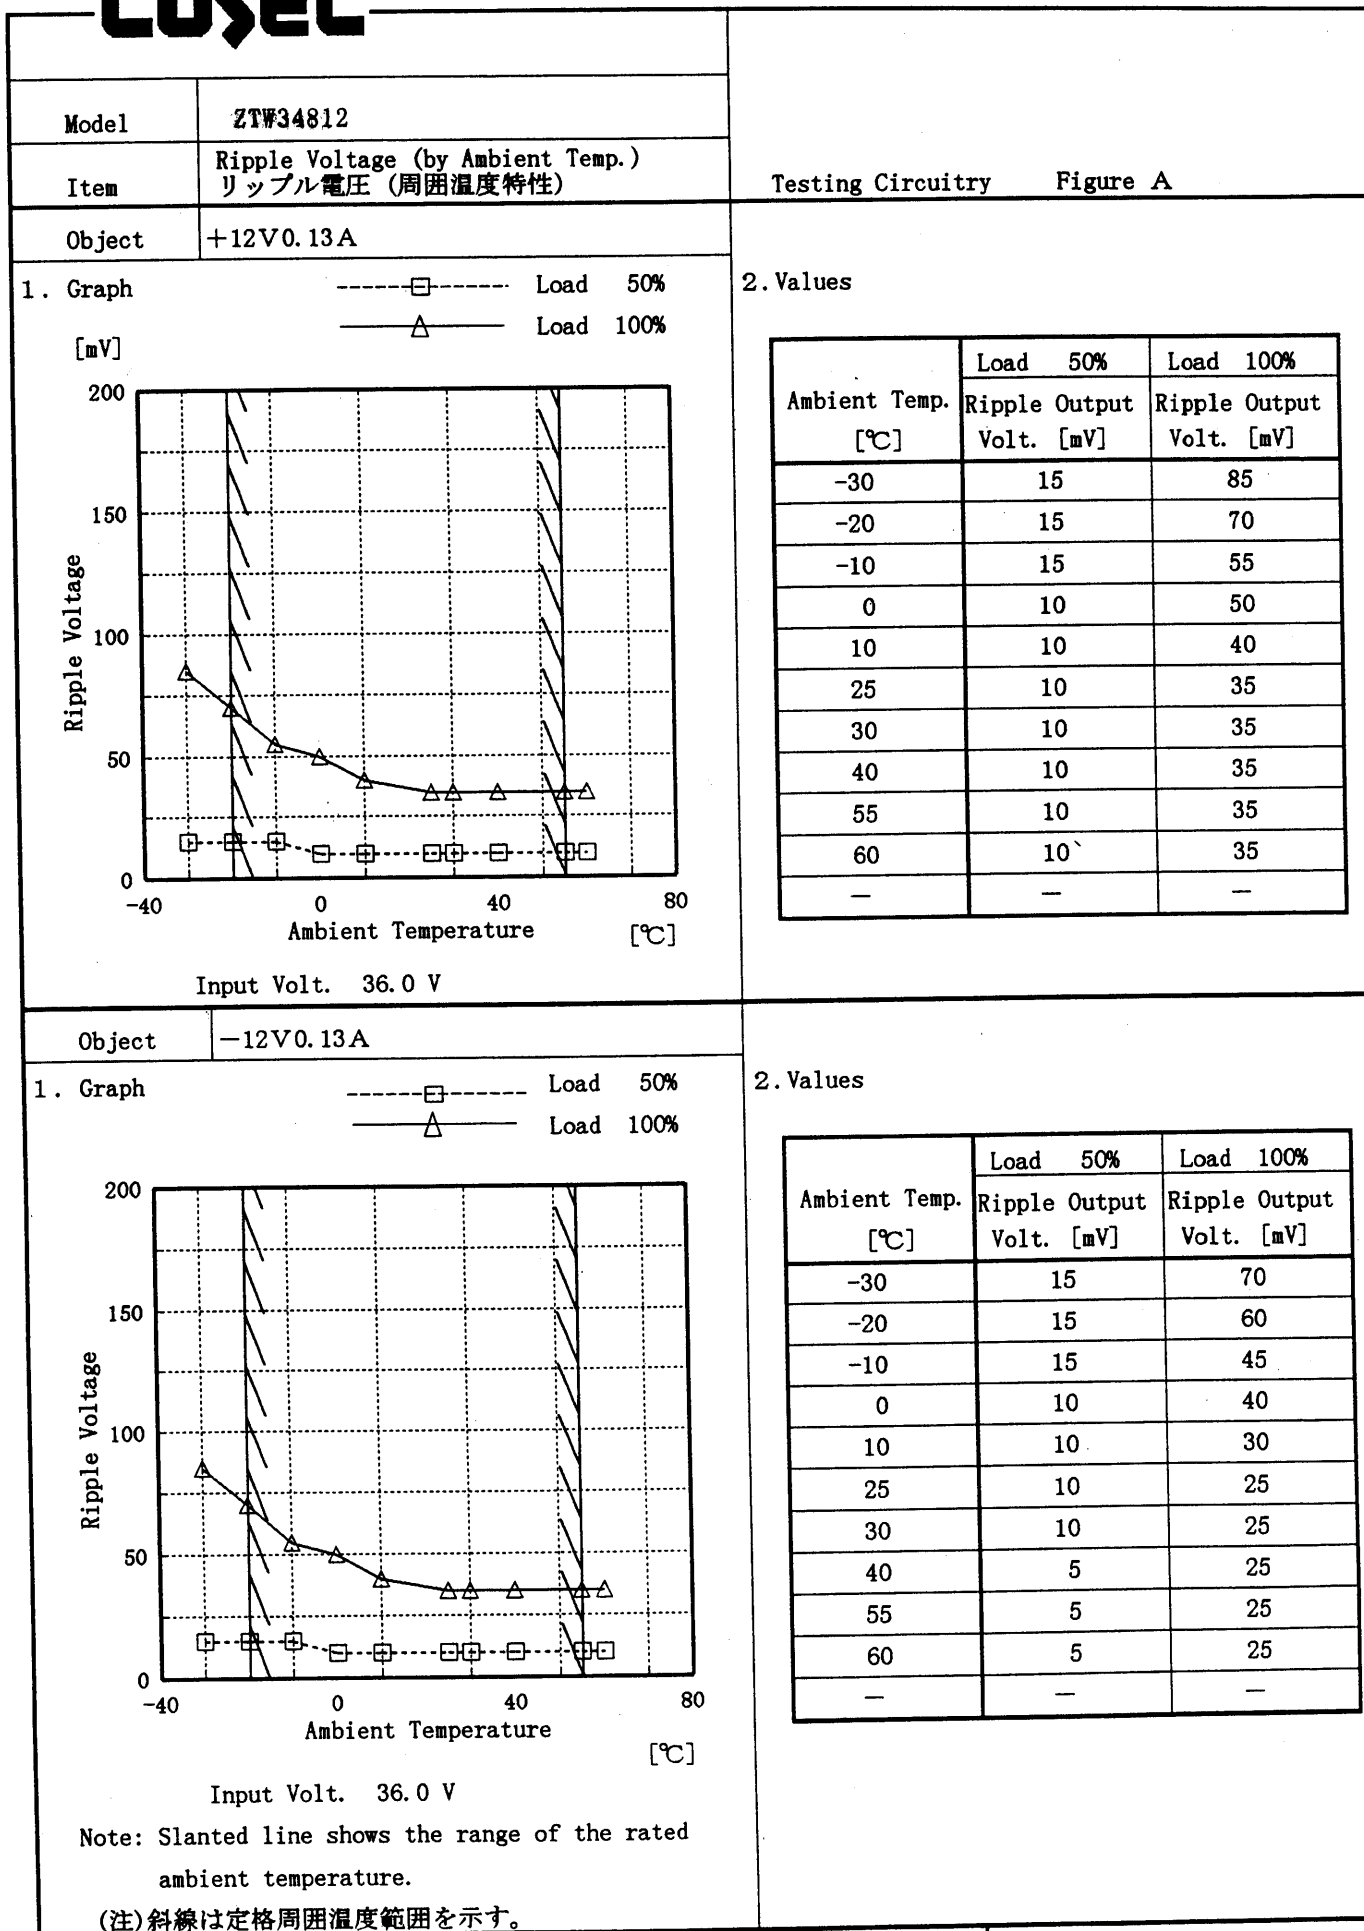 COSEL
Model ZTW34812
Item Ripple Voltage (by Ambient Temp.)
リップル電圧 (周囲温度特性)
Testing Circuitry Figure A
Object +12V0.13A
1. Graph
Load 50%
Load 100%
[mV]
200
150
100
50
0
Ripple Voltage
-40 0 40 80
Ambient Temperature [℃]
Input Volt. 36.0 V
2. Values
Load 50% Load 100%
Ambient Temp. Ripple Output Ripple Output
[℃] Volt. [mV] Volt. [mV]
-30 15 85
-20 15 70
-10 15 55
0 10 50
10 10 40
25 10 35
30 10 35
40 10 35
55 10 35
60 10 35
— — —
Object -12V0.13A
1. Graph
Load 50%
Load 100%
200
150
100
50
0
Ripple Voltage
-40 0 40 80
Ambient Temperature
[℃]
Input Volt. 36.0 V
Note: Slanted line shows the range of the rated
ambient temperature.
(注)斜線は定格周囲温度範囲を示す。
2. Values
Load 50% Load 100%
Ambient Temp. Ripple Output Ripple Output
[℃] Volt. [mV] Volt. [mV]
-30 15 70
-20 15 60
-10 15 45
0 10 40
10 10 30
25 10 25
30 10 25
40 5 25
55 5 25
60 5 25
— — —